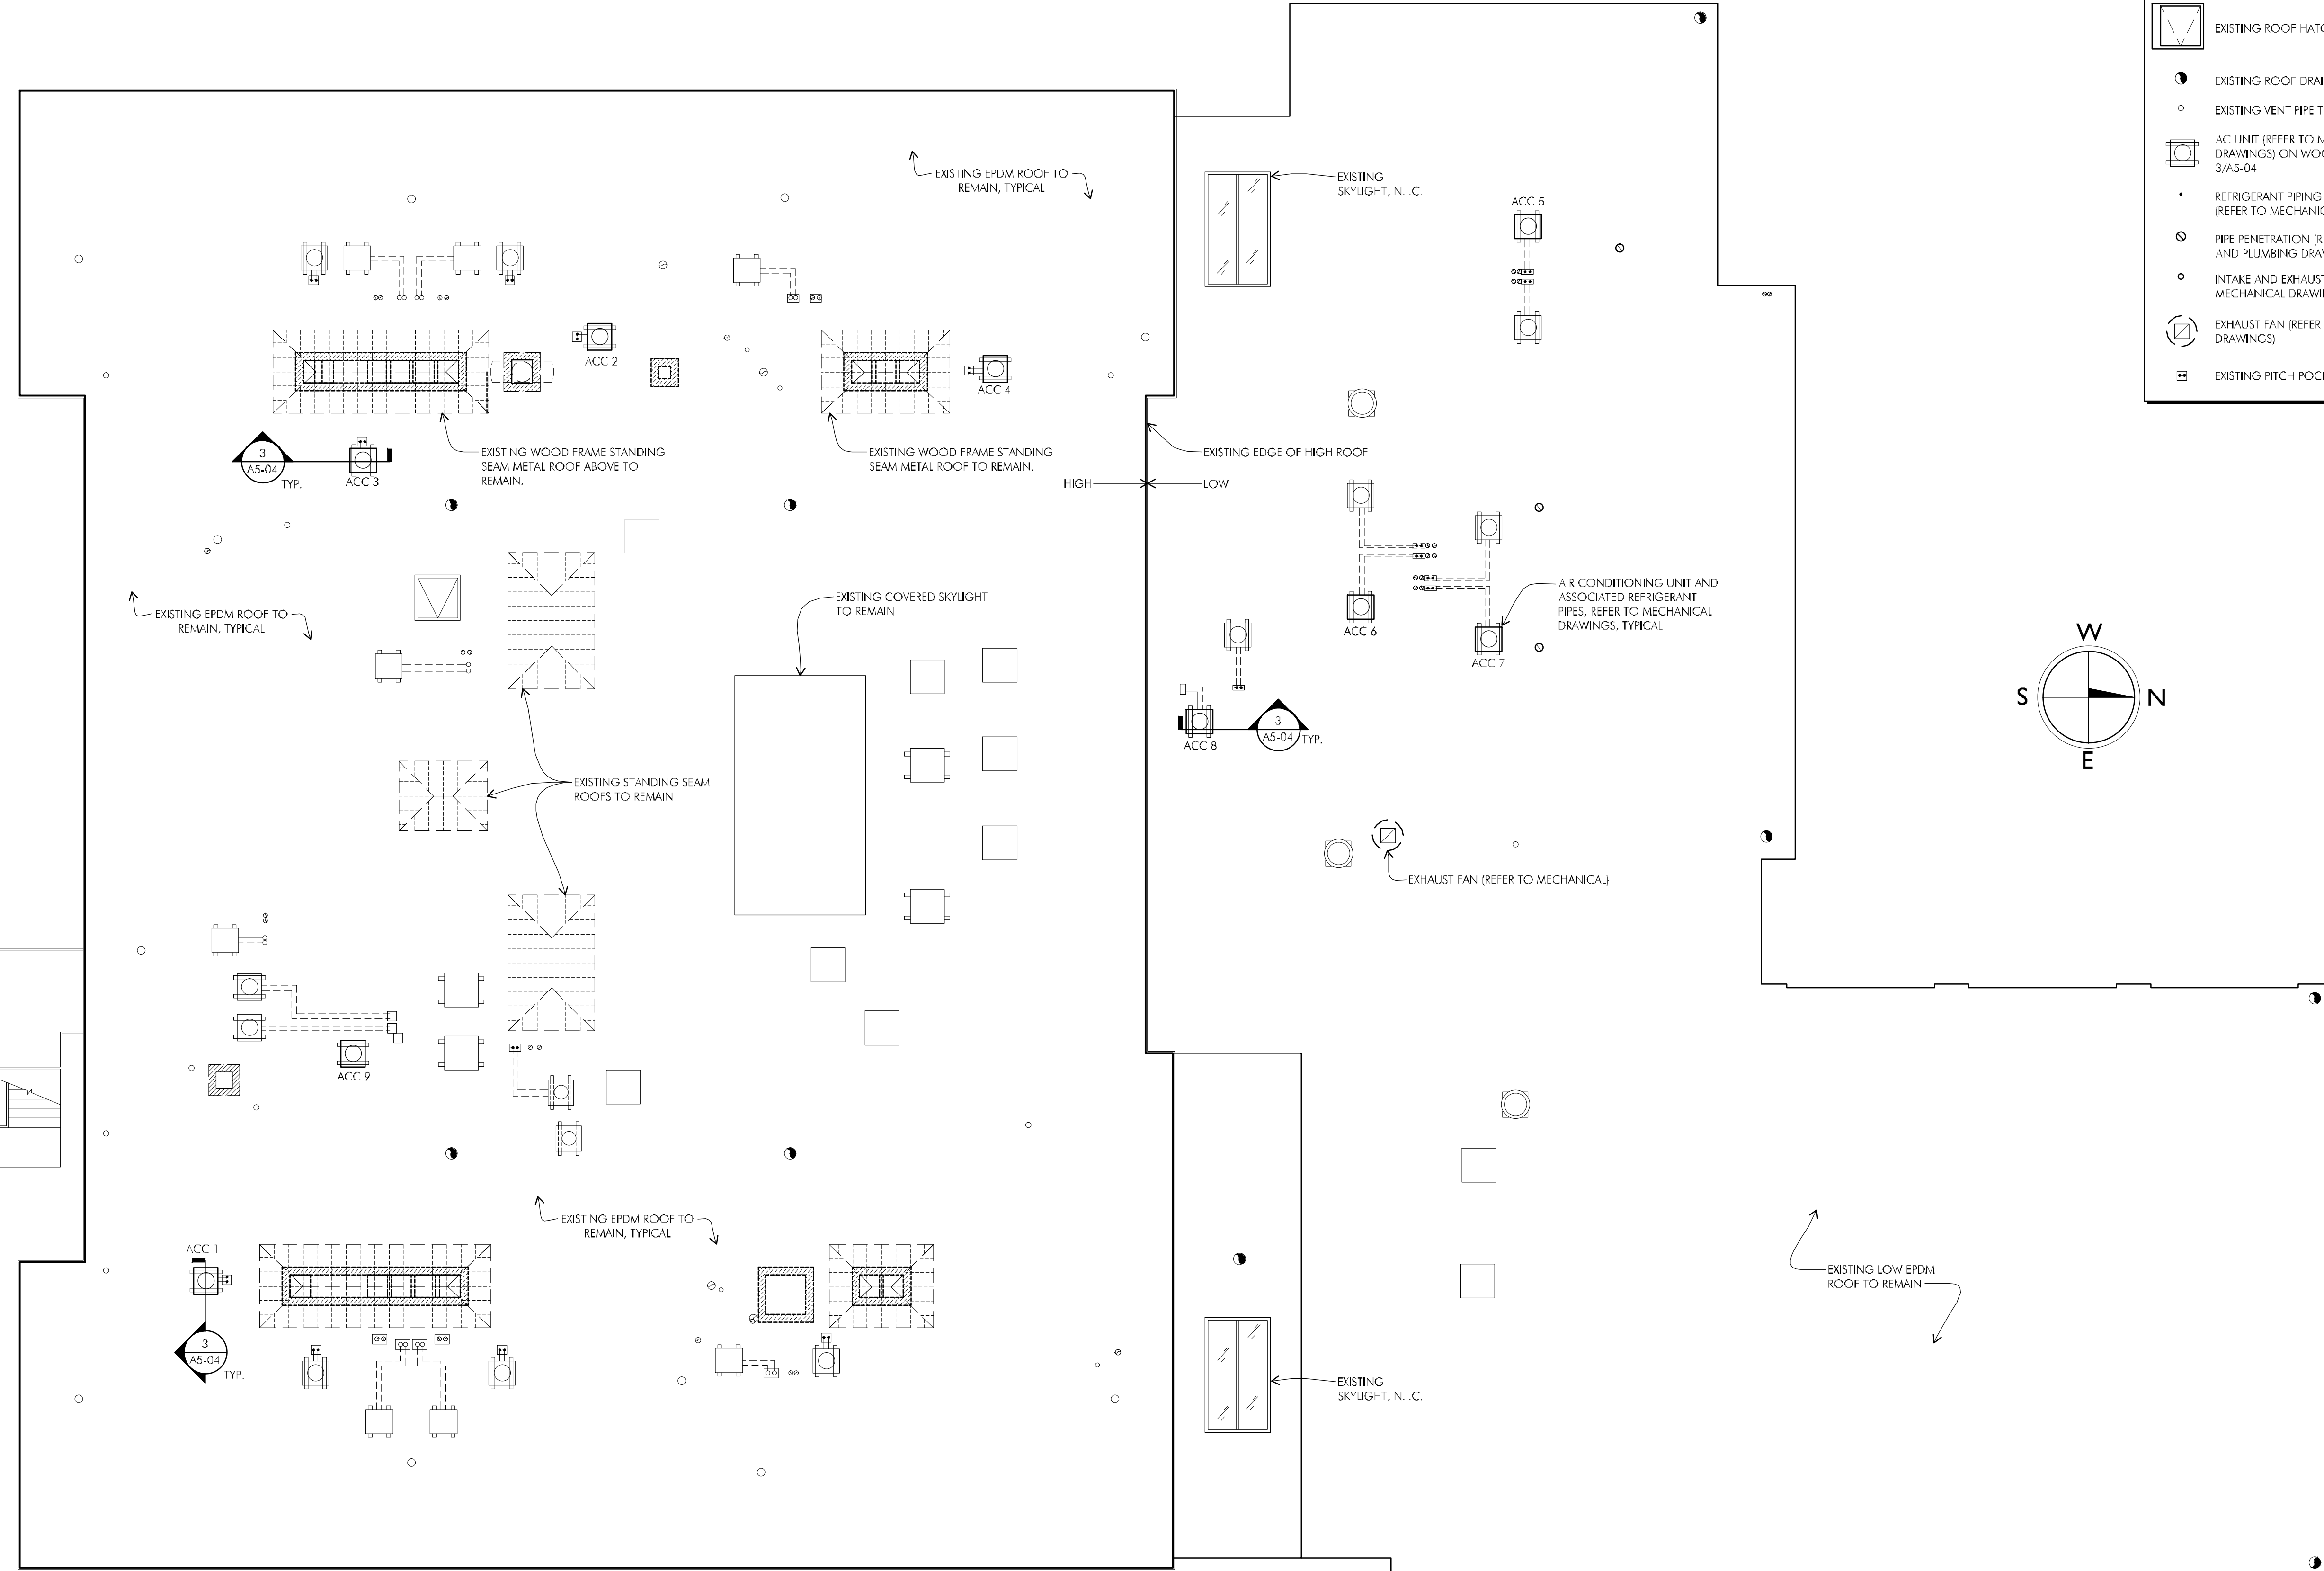 EXISTING ROOF
EXISTING ROOF
EXISTING VENT PIPE
AC UNIT (REFER TO
DRAWINGS) ON
3/A5-04
REFRIGERANT PIPING
(REFER TO
PIPE PENETRATION
AND PLUMBING
INTAKE AND EXHAUST
MECHANICAL
EXHAUST FAN (REFER
DRAWINGS)
EXISTING PITCH
EXISTING EPDM ROOF TO
REMAIN, TYPICAL
EXISTING
SKYLIGHT, N.I.C.
ACC 5
ACC 2
ACC 4
EXISTING WOOD FRAME STANDING
SEAM METAL ROOF ABOVE TO
REMAIN.
EXISTING WOOD FRAME STANDING
SEAM METAL ROOF TO REMAIN.
EXISTING EDGE OF HIGH ROOF
3
A5-04
TYP.
ACC 3
HIGH
LOW
EXISTING EPDM ROOF TO
REMAIN, TYPICAL
EXISTING COVERED SKYLIGHT
TO REMAIN
AIR CONDITIONING UNIT AND
ASSOCIATED REFRIGERANT
PIPES, REFER TO MECHANICAL
DRAWINGS, TYPICAL
ACC 6
ACC 7
W
S
N
E
3
A5-04
TYP.
ACC 8
EXISTING STANDING SEAM
ROOFS TO REMAIN
EXHAUST FAN (REFER TO MECHANICAL)
ACC 9
EXISTING EPDM ROOF TO
REMAIN, TYPICAL
ACC 1
3
A5-04
TYP.
EXISTING LOW EPDM
ROOF TO REMAIN
EXISTING
SKYLIGHT, N.I.C.